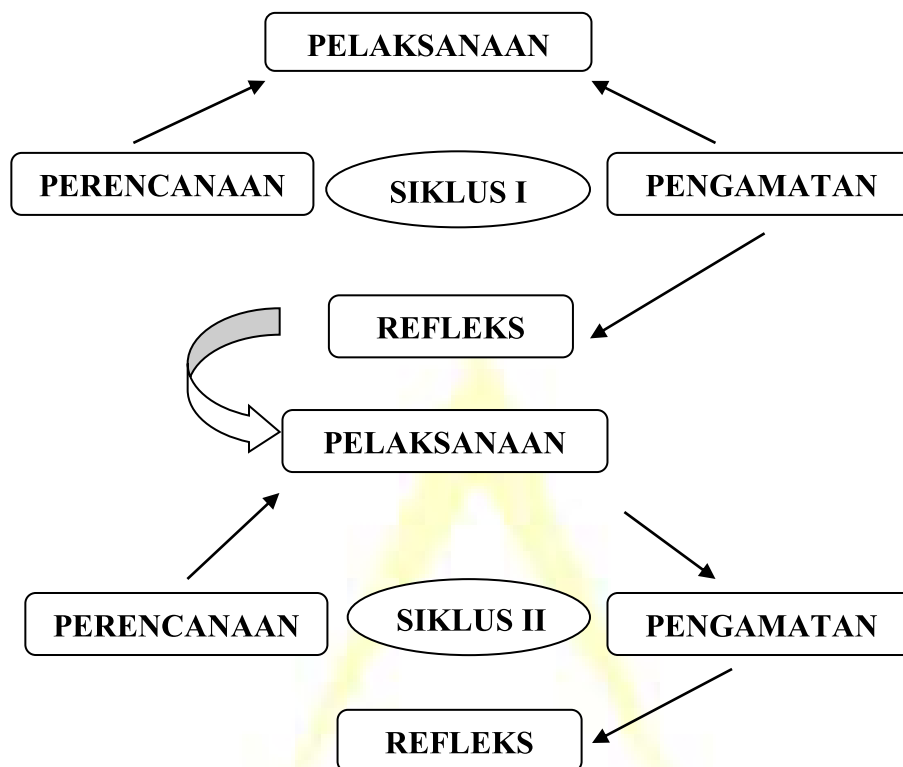 PELAKSANAAN
PERENCANAAN
SIKLUS I
PENGAMATAN
REFLEKS
PELAKSANAAN
PERENCANAAN
SIKLUS II
PENGAMATAN
REFLEKS